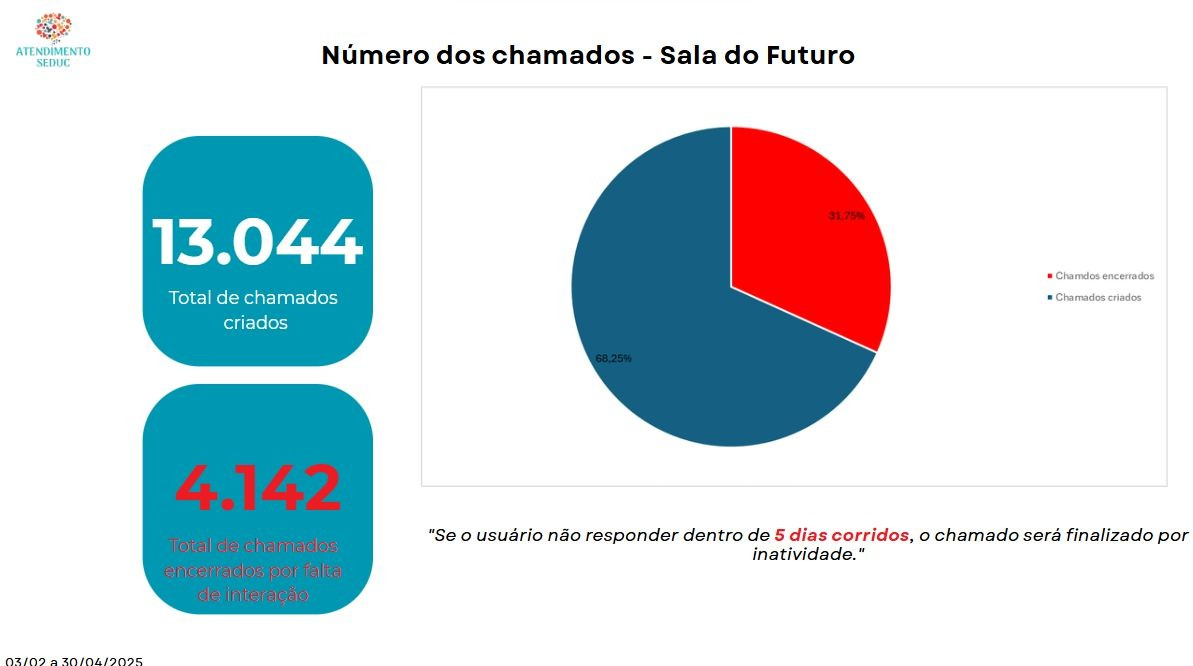 ATENDIMENTO
SEDUC
Número dos chamados - Sala do Futuro
13.044
Total de chamados
criados
4.142
Total de chamados
encerrados por falta
de interação
31,75%
68,25%
Chamdos encerrados
Chamados criados
"Se o usuário não responder dentro de 5 dias corridos, o chamado será finalizado por
inatividade."
03/02 a 30/04/2025